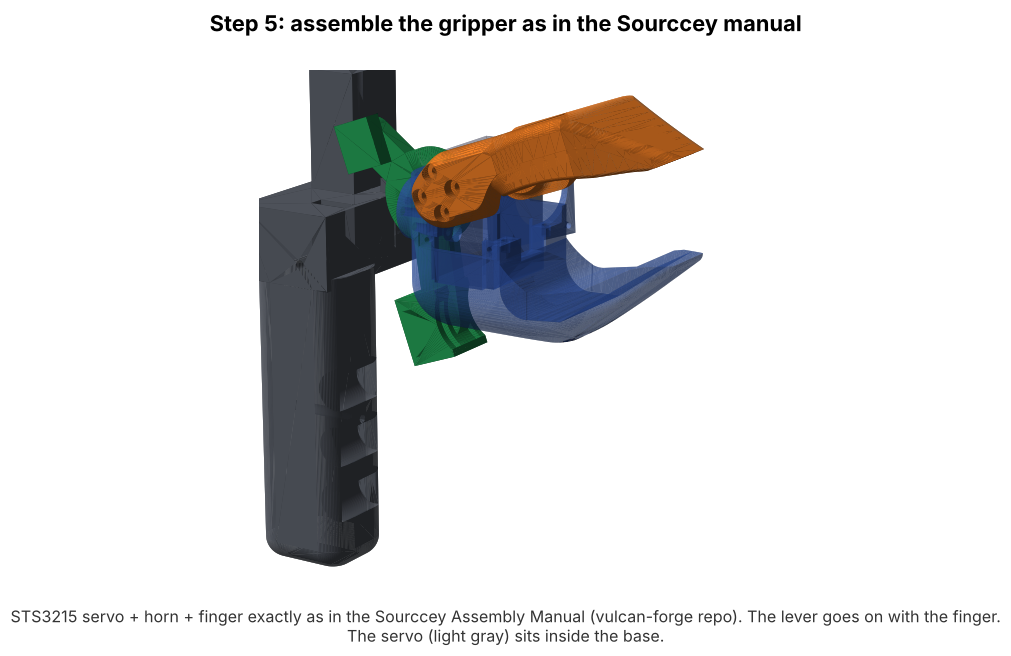 Step 5: assemble the gripper as in the Sourccey manual
STS3215 servo + horn + finger exactly as in the Sourccey Assembly Manual (vulcan-forge repo). The lever goes on with the finger.
The servo (light gray) sits inside the base.